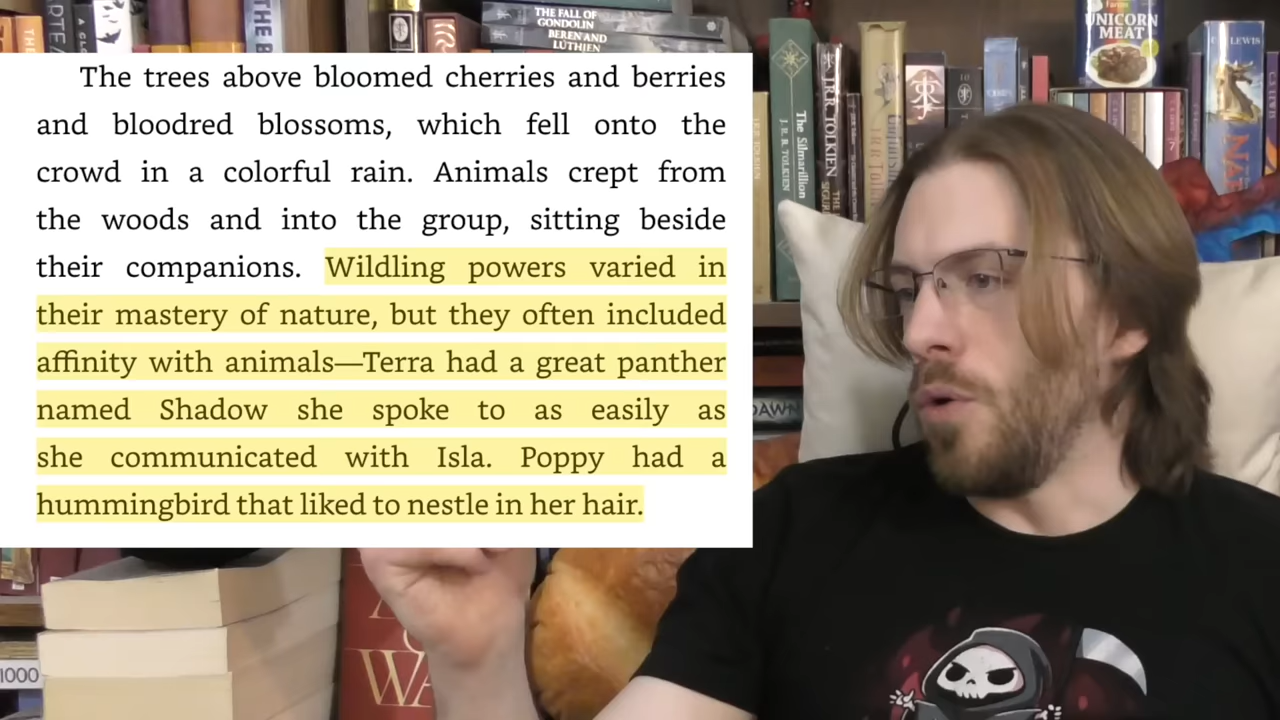 THE FALL OF
GONDOLIN
BEREN AND
LÚTHIEN
UNICORN
MEAT
C.S. LEWIS
The Silmarillion
J.R.R. TOLKIEN
J.R.R. TOLKIEN
The trees above bloomed cherries and berries
and bloodred blossoms, which fell onto the
crowd in a colorful rain. Animals crept from
the woods and into the group, sitting beside
their companions. Wildling powers varied in
their mastery of nature, but they often included
affinity with animals—Terra had a great panther
named Shadow she spoke to as easily as
she communicated with Isla. Poppy had a
hummingbird that liked to nestle in her hair.
DAWN
1000